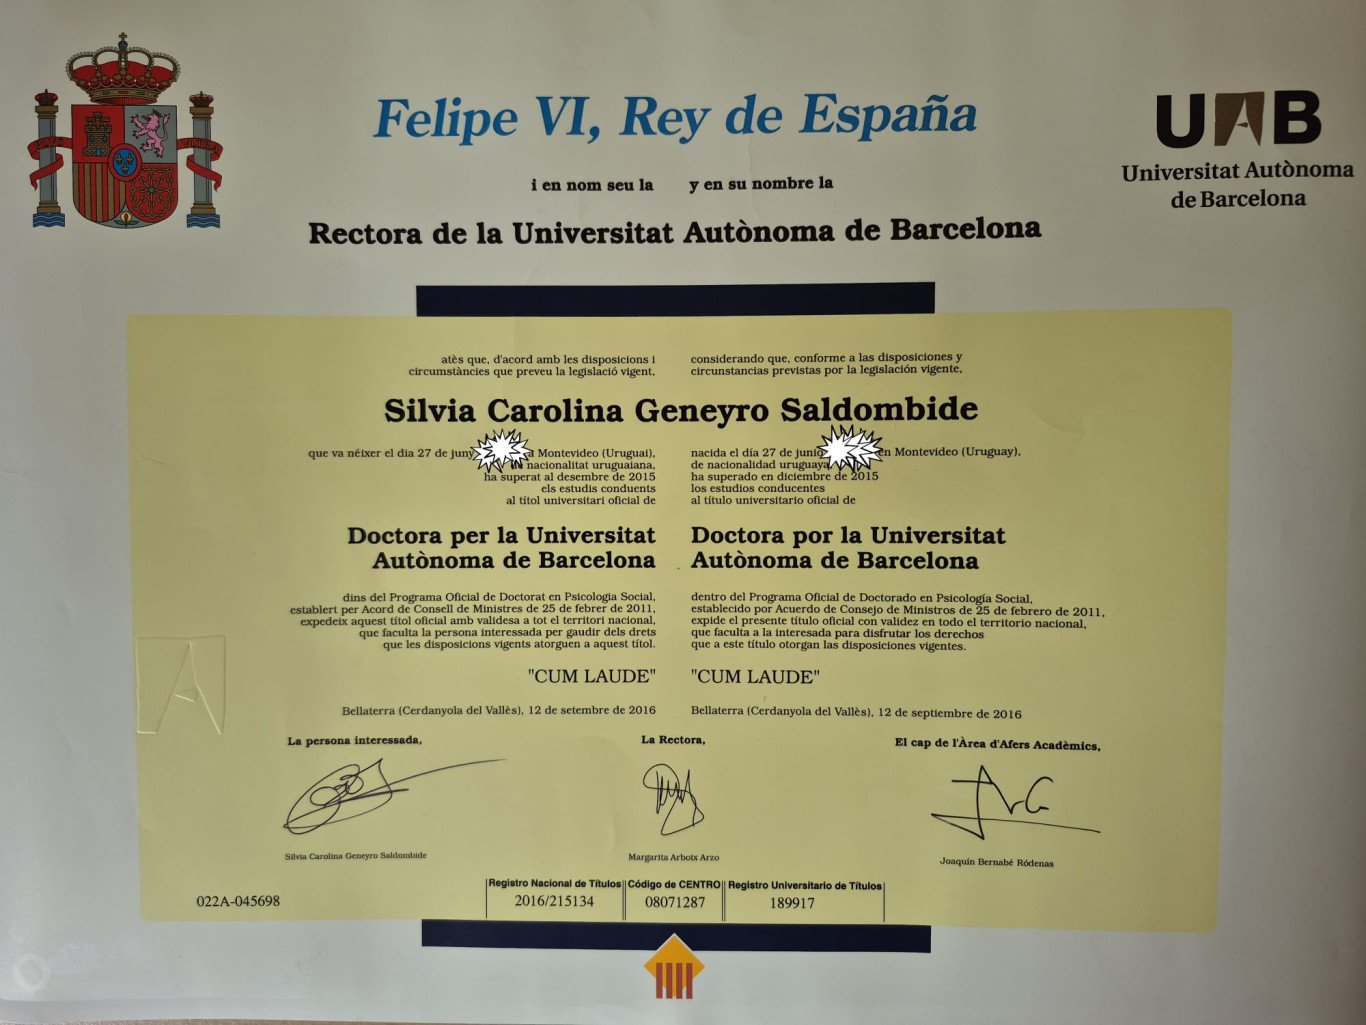 Felipe VI, Rey de España
UAB
Universitat Autònoma
de Barcelona
i en nom seu la
y en su nombre la
Rectora de la Universitat Autònoma de Barcelona
atès que, d'acord amb les disposicions i
circumstàncies que preveu la legislació vigent,
considerando que, conforme a las disposiciones y
circunstancias previstas por la legislación vigente,
Silvia Carolina Geneyro Saldombide
que va néixer el dia 27 de juny a Montevideo (Uruguai),
de nacionalitat uruguaiana,
ha superat al desembre de 2015
els estudis conduents
al títol universitari oficial de
nacida el día 27 de junio en Montevideo (Uruguay),
de nacionalidad uruguaya,
ha superado en diciembre de 2015
los estudios conducentes
al título universitario oficial de
Doctora per la Universitat
Autònoma de Barcelona
Doctora por la Universitat
Autònoma de Barcelona
dins del Programa Oficial de Doctorat en Psicologia Social,
establert per Acord de Consell de Ministres de 25 de febrer de 2011,
expedeix aquest títol oficial amb validesa a tot el territori nacional,
que faculta la persona interessada per gaudir dels drets
que les disposicions vigents atorguen a aquest títol.
dentro del Programa Oficial de Doctorado en Psicología Social,
establecido por Acuerdo de Consejo de Ministros de 25 de febrero de 2011,
expide el presente título oficial con validez en todo el territorio nacional,
que faculta a la interesada para disfrutar los derechos
que a este título otorgan las disposiciones vigentes.
"CUM LAUDE"
"CUM LAUDE"
Bellaterra (Cerdanyola del Vallès), 12 de setembre de 2016
Bellaterra (Cerdanyola del Vallès), 12 de septiembre de 2016
La persona interessada,
La Rectora,
El cap de l'Àrea d'Afers Acadèmics,
Silvia Carolina Geneyro Saldombide
Margarita Arboix Arzo
Joaquín Bernabé Ródenas
022A-045698
Registro Nacional de Títulos
2016/215134
Código de CENTRO
08071287
Registro Universitario de Títulos
189917